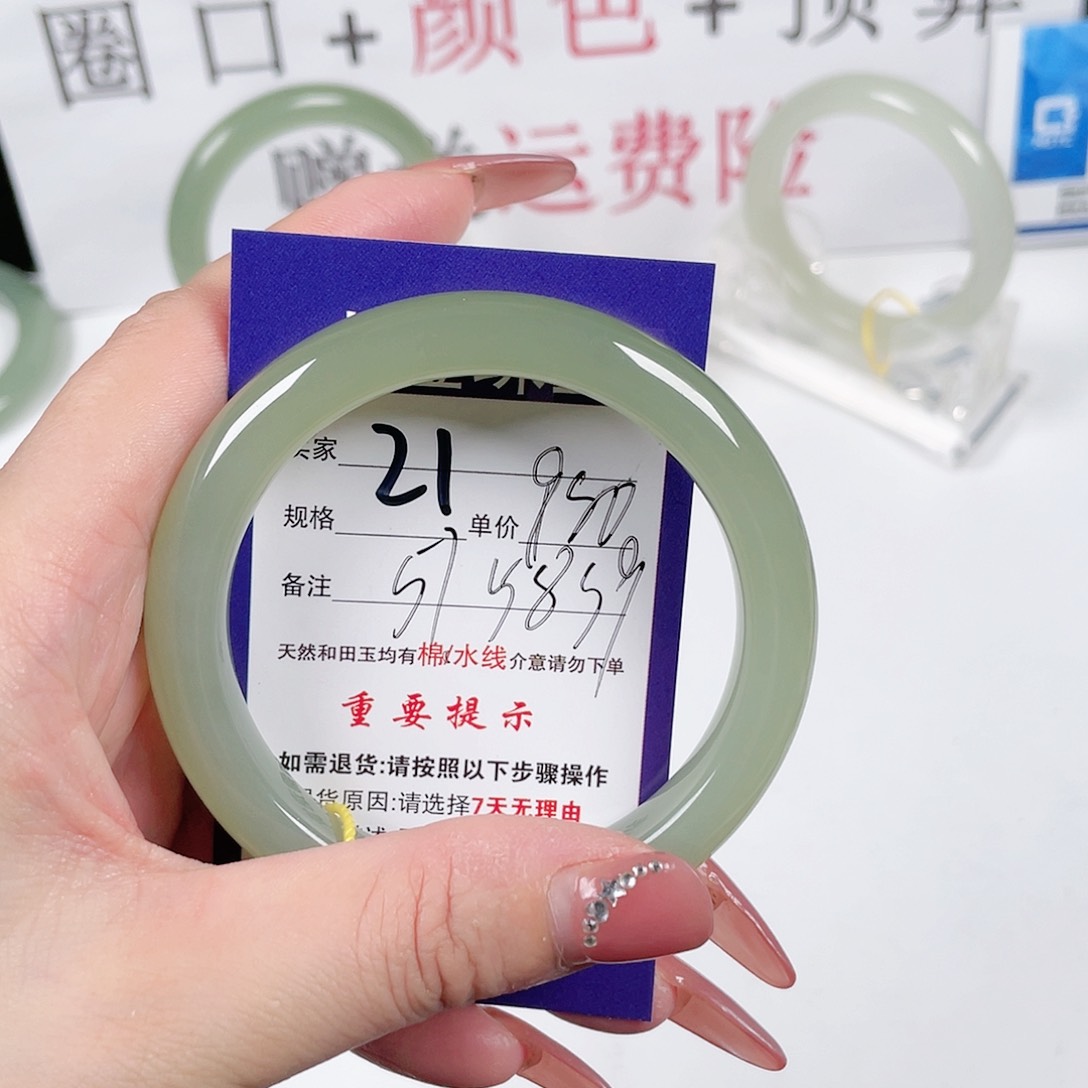 圈口+颜色+预算
赠送运费险
家 21
规格 单价 950
备注 57 58 59
天然和田玉均有棉/水线介意请勿下单
重要提示
如需退货:请按照以下步骤操作
货原因:请选择7天无理由